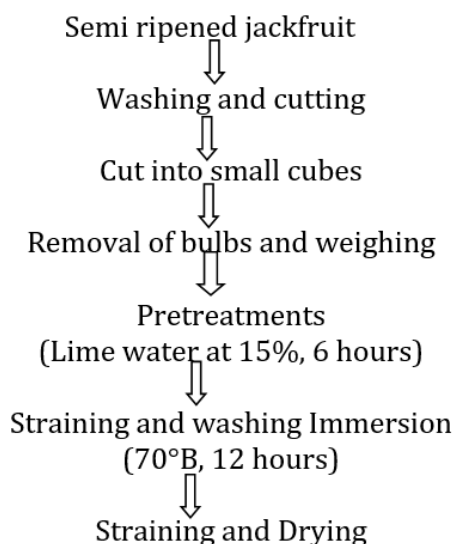 Semi ripened jackfruit
Washing and cutting
Cut into small cubes
Removal of bulbs and weighing
Pretreatments
(Lime water at 15%, 6 hours)
Straining and washing Immersion
(70°B, 12 hours)
Straining and Drying